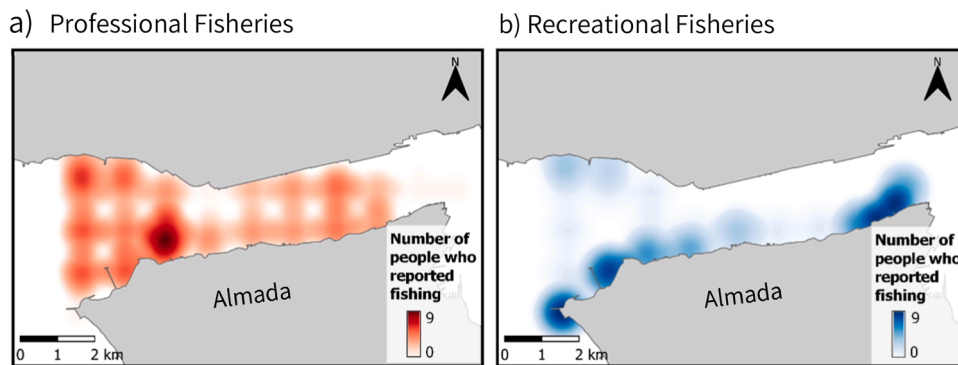 a) Professional Fisheries
N
Almada
Number of
people who
reported
fishing
9
0
0 1 2 km
b) Recreational Fisheries
N
Almada
Number of
people who
reported
fishing
9
0
0 1 2 km